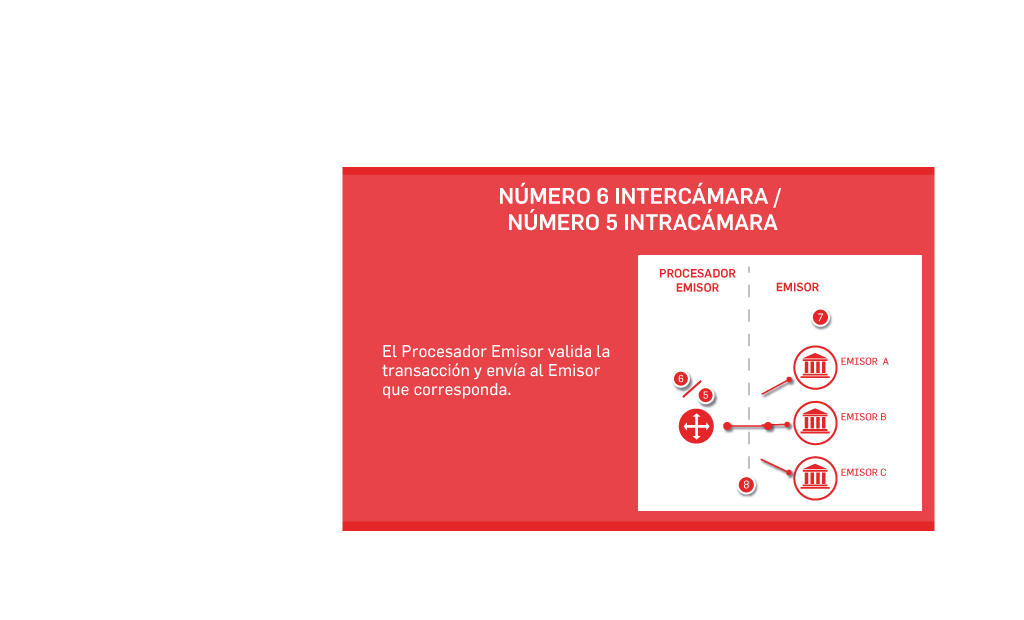 NÚMERO 6 INTERCÁMARA /
NÚMERO 5 INTRACÁMARA
El Procesador Emisor valida la
transacción y envía al Emisor
que corresponda.
PROCESADOR
EMISOR
EMISOR
7
EMISOR A
6
5
EMISOR B
EMISOR C
8